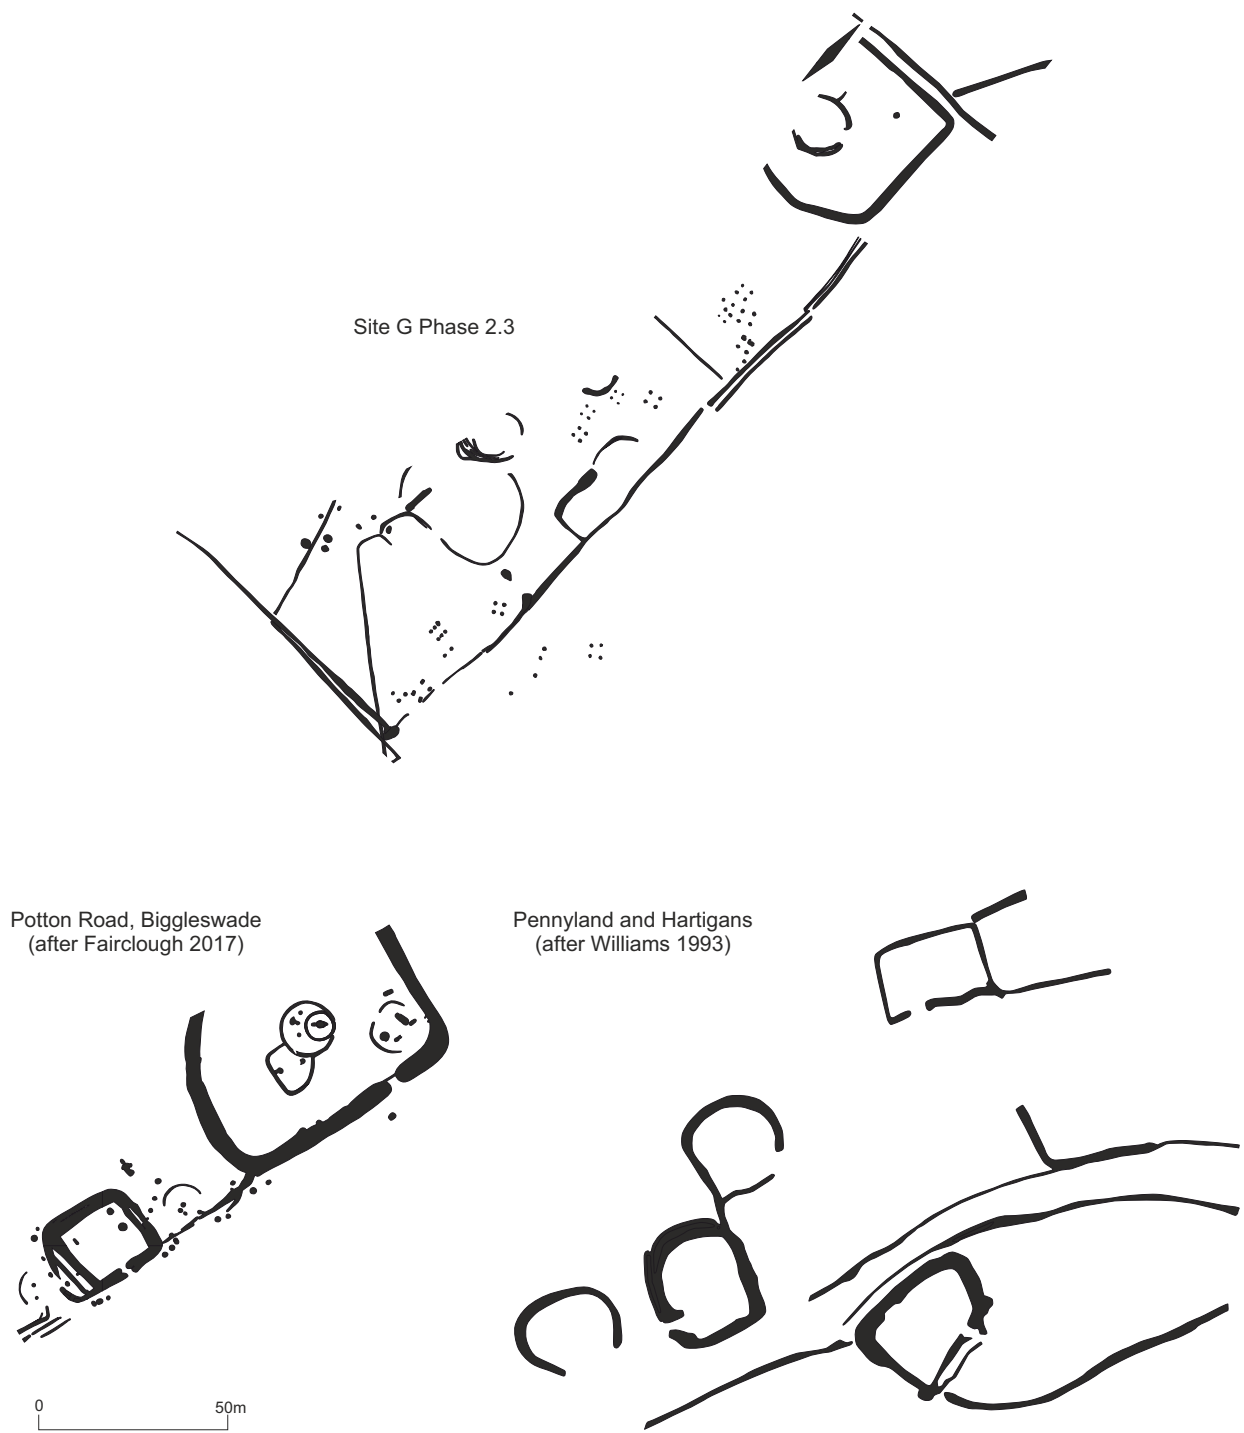 Site G Phase 2.3
Potton Road, Biggleswade
(after Fairclough 2017)
Pennyland and Hartigans
(after Williams 1993)
0
50m